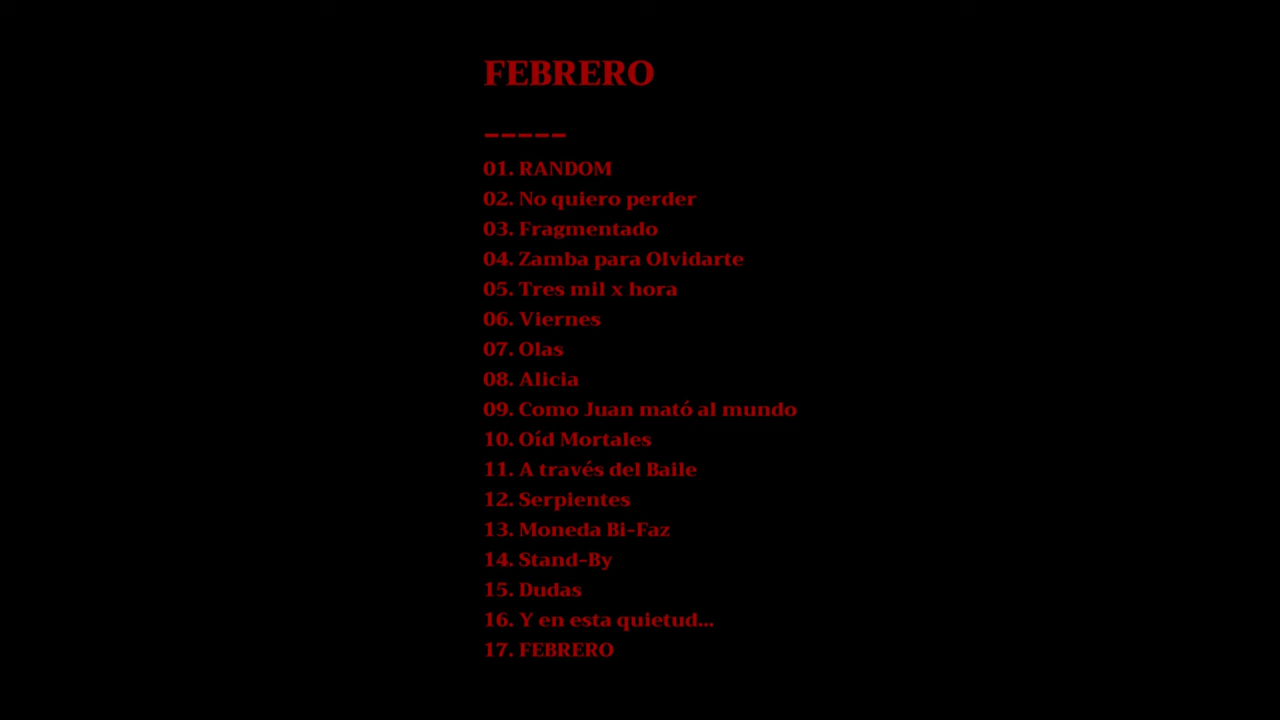 FEBRERO
-----
01. RANDOM
02. No quiero perder
03. Fragmentado
04. Zamba para Olvidarte
05. Tres mil x hora
06. Viernes
07. Olas
08. Alicia
09. Como Juan mató al mundo
10. Oíd Mortales
11. A través del Baile
12. Serpientes
13. Moneda Bi-Faz
14. Stand-By
15. Dudas
16. Y en esta quietud...
17. FEBRERO